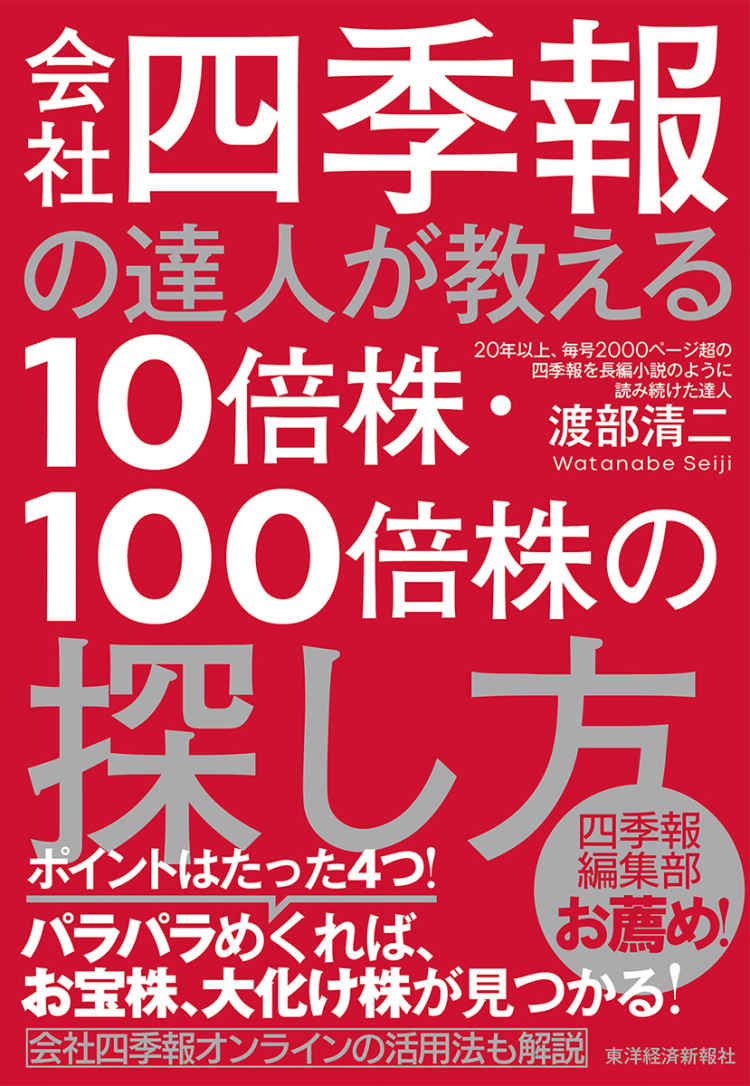 会社四季報
の達人が教える
10倍株・
20年以上、毎号2000ページ超の
四季報を長編小説のように
読み続けた達人
渡部清二
Watanabe Seiji
100倍株の
探し方
ポイントはたった4つ!
パラパラめくれば、
お宝株、大化け株が見つかる!
四季報
編集部
お薦め!
会社四季報オンラインの活用法も解説
東洋経済新報社